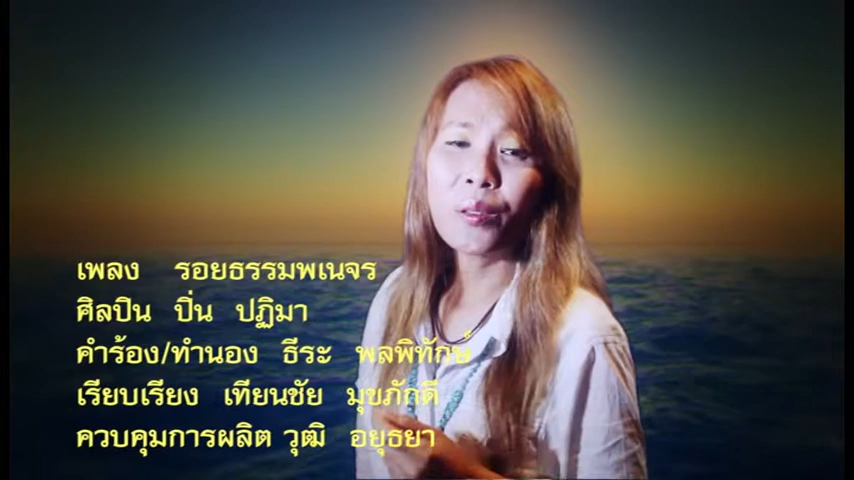 เพลง รอยธรรมพเนจร
ศิลปิน ปิ่น ปฏิมา
คำร้อง/ทำนอง ธีระ พลพิทักษ์
เรียบเรียง เทียนชัย มุขภักดี
ควบคุมการผลิต วุฒิ อยุธยา